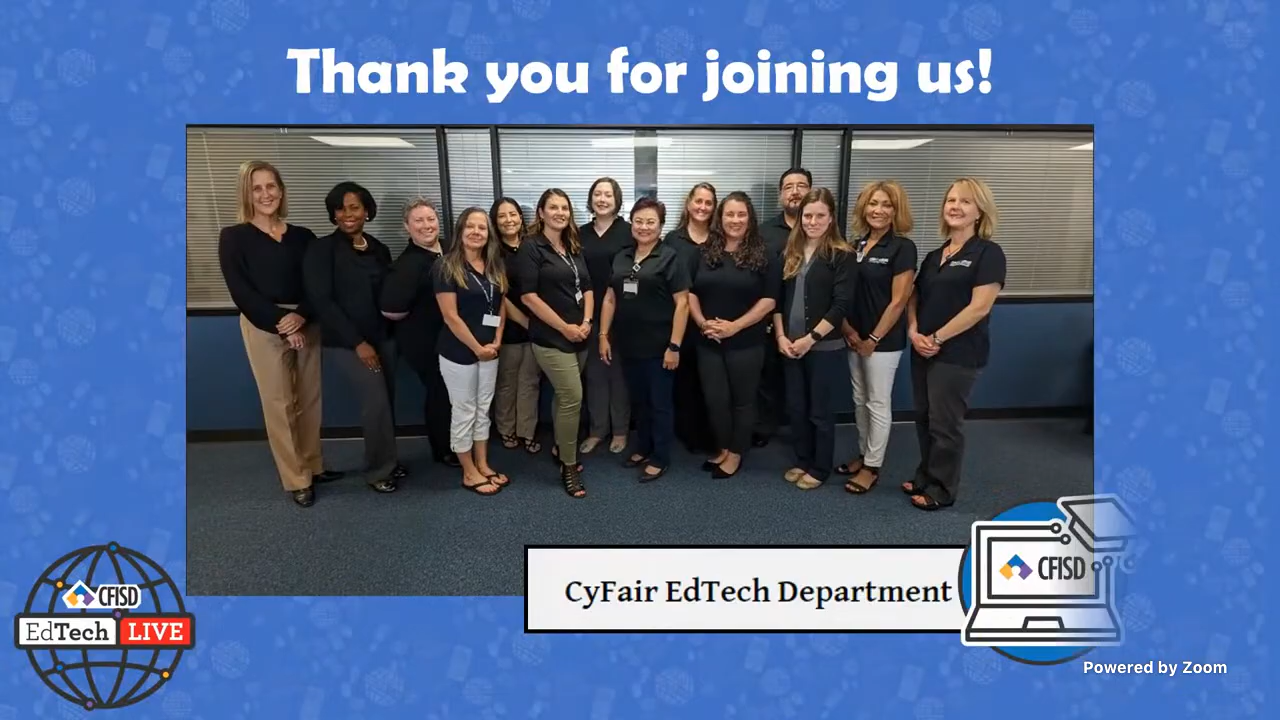 Thank you for joining us!
CyFair EdTech Department
CFISD
CFISD
EdTech LIVE
Powered by Zoom